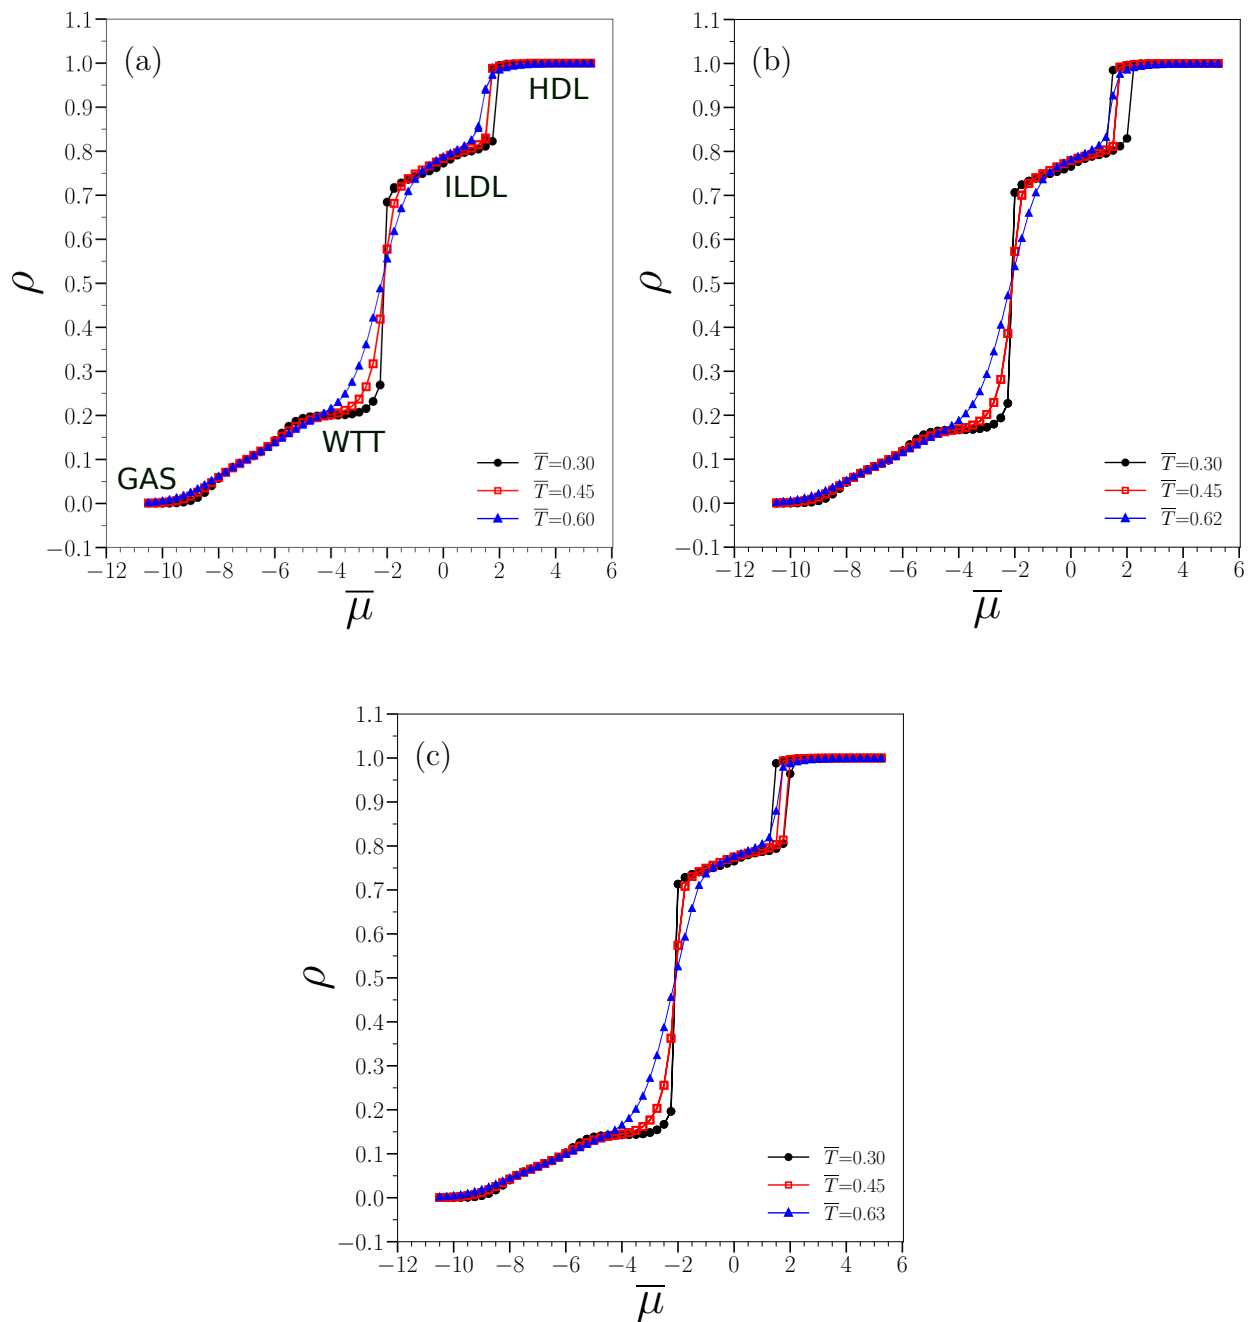 (a)
1.1
1.0
0.9
0.8
0.7
0.6
0.5
0.4
0.3
0.2
0.1
0.0
−0.1
ρ
HDL
ILDL
WTT
GAS
T̅=0.30
T̅=0.45
T̅=0.60
−12 −10 −8 −6 −4 −2 0 2 4 6
μ̅
(b)
1.1
1.0
0.9
0.8
0.7
0.6
0.5
0.4
0.3
0.2
0.1
0.0
−0.1
ρ
T̅=0.30
T̅=0.45
T̅=0.62
−12 −10 −8 −6 −4 −2 0 2 4 6
μ̅
(c)
1.1
1.0
0.9
0.8
0.7
0.6
0.5
0.4
0.3
0.2
0.1
0.0
−0.1
ρ
T̅=0.30
T̅=0.45
T̅=0.63
−12 −10 −8 −6 −4 −2 0 2 4 6
μ̅